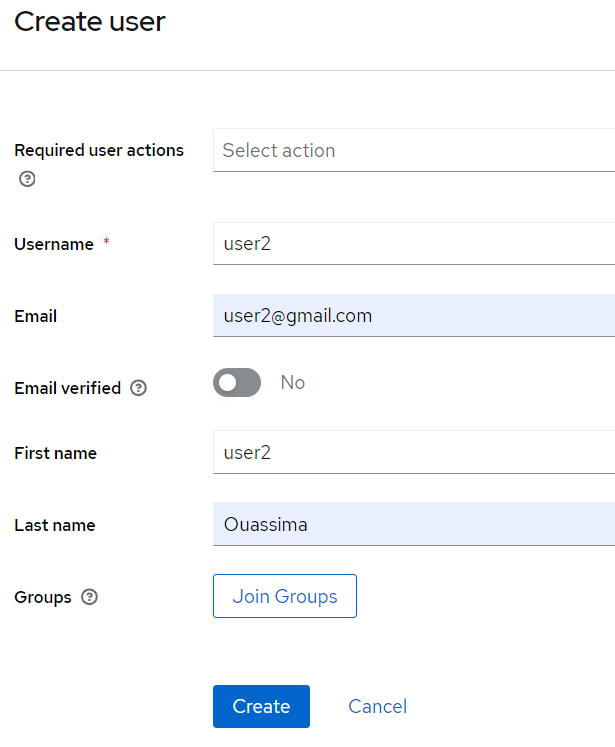 Create user
Required user actions
Select action
Username *
user2
Email
user2@gmail.com
Email verified
No
First name
user2
Last name
Ouassima
Groups
Join Groups
Create
Cancel